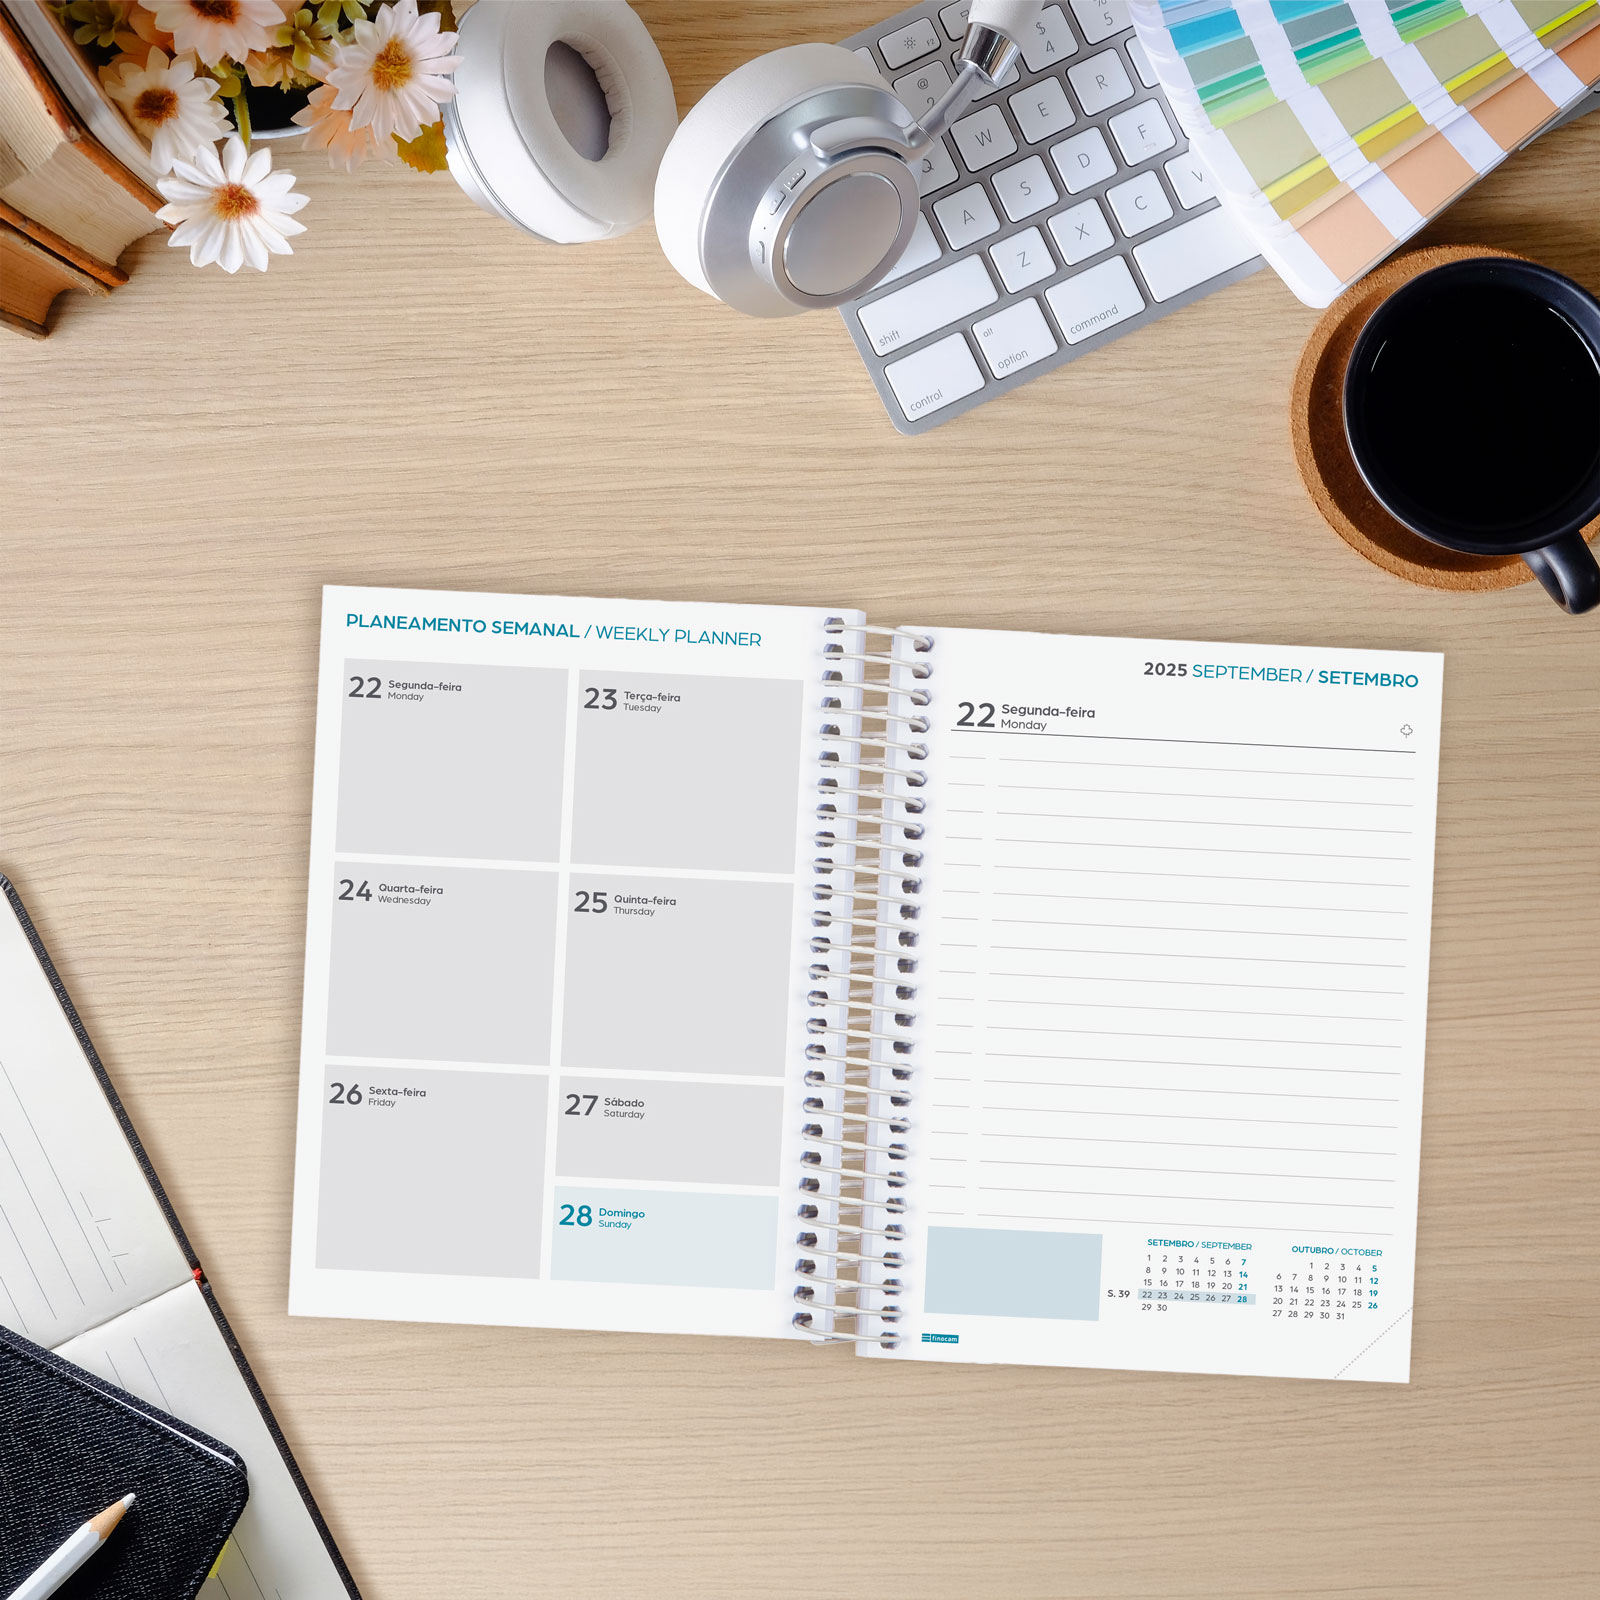 F2
$ 4
% 5
@ 2
Q W E R
A S D F
Z X C V
shift
alt option
command
control
PLANEAMENTO SEMANAL / WEEKLY PLANNER
22 Segunda-feira
Monday
23 Terça-feira
Tuesday
24 Quarta-feira
Wednesday
25 Quinta-feira
Thursday
26 Sexta-feira
Friday
27 Sábado
Saturday
28 Domingo
Sunday
2025 SEPTEMBER / SETEMBRO
22 Segunda-feira
Monday
SETEMBRO / SEPTEMBER
1 2 3 4 5 6 7
8 9 10 11 12 13 14
15 16 17 18 19 20 21
S. 39 22 23 24 25 26 27 28
29 30
OUTUBRO / OCTOBER
1 2 3 4 5
6 7 8 9 10 11 12
13 14 15 16 17 18 19
20 21 22 23 24 25 26
27 28 29 30 31
finocam